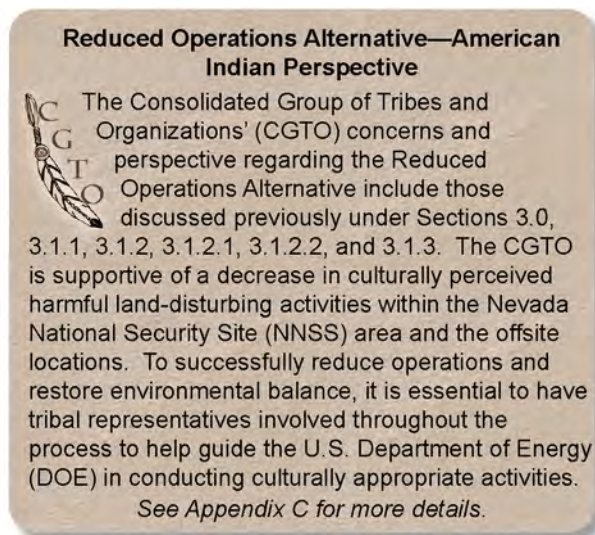 Reduced Operations Alternative—American
Indian Perspective
CGTO
The Consolidated Group of Tribes and
Organizations’ (CGTO) concerns and
perspective regarding the Reduced
Operations Alternative include those
discussed previously under Sections 3.0,
3.1.1, 3.1.2, 3.1.2.1, 3.1.2.2, and 3.1.3. The CGTO
is supportive of a decrease in culturally perceived
harmful land-disturbing activities within the Nevada
National Security Site (NNSS) area and the offsite
locations. To successfully reduce operations and
restore environmental balance, it is essential to have
tribal representatives involved throughout the
process to help guide the U.S. Department of Energy
(DOE) in conducting culturally appropriate activities.
See Appendix C for more details.